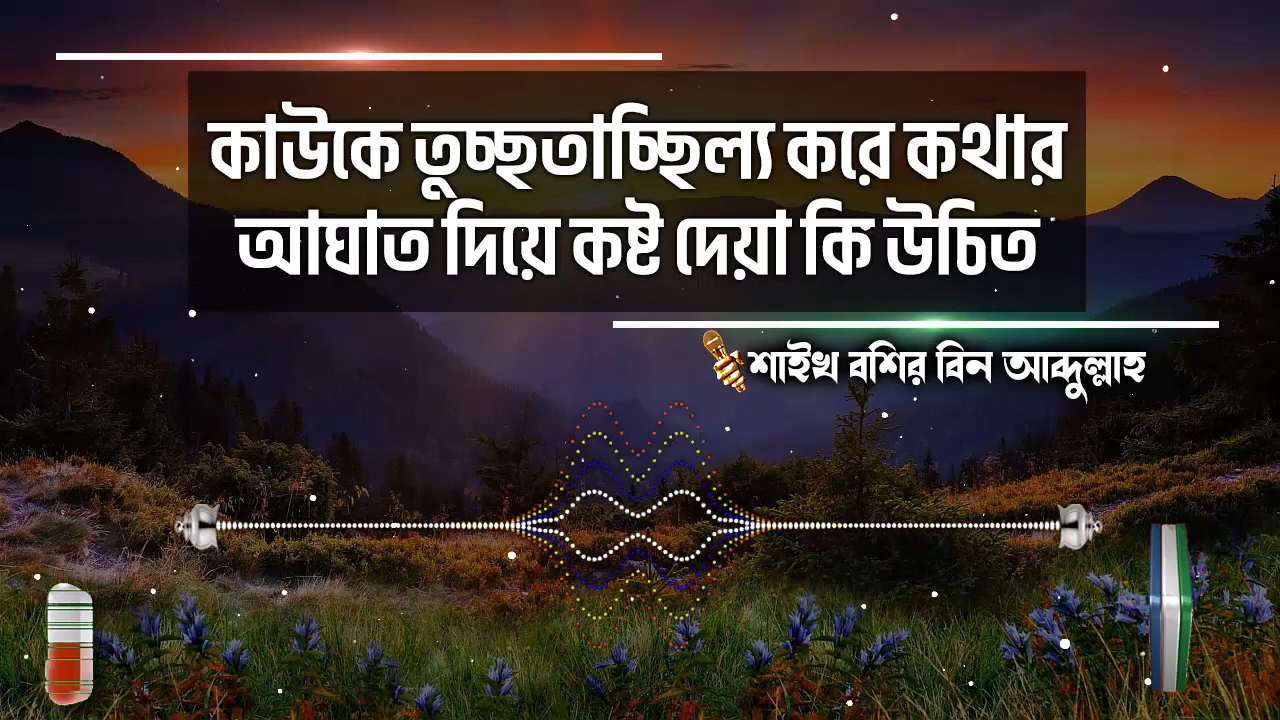 কাউকে তুচ্ছতাচ্ছিল্য করে কথার
আঘাত দিয়ে কষ্ট দেয়া কি উচিত
শাইখ বশির বিন আব্দুল্লাহ